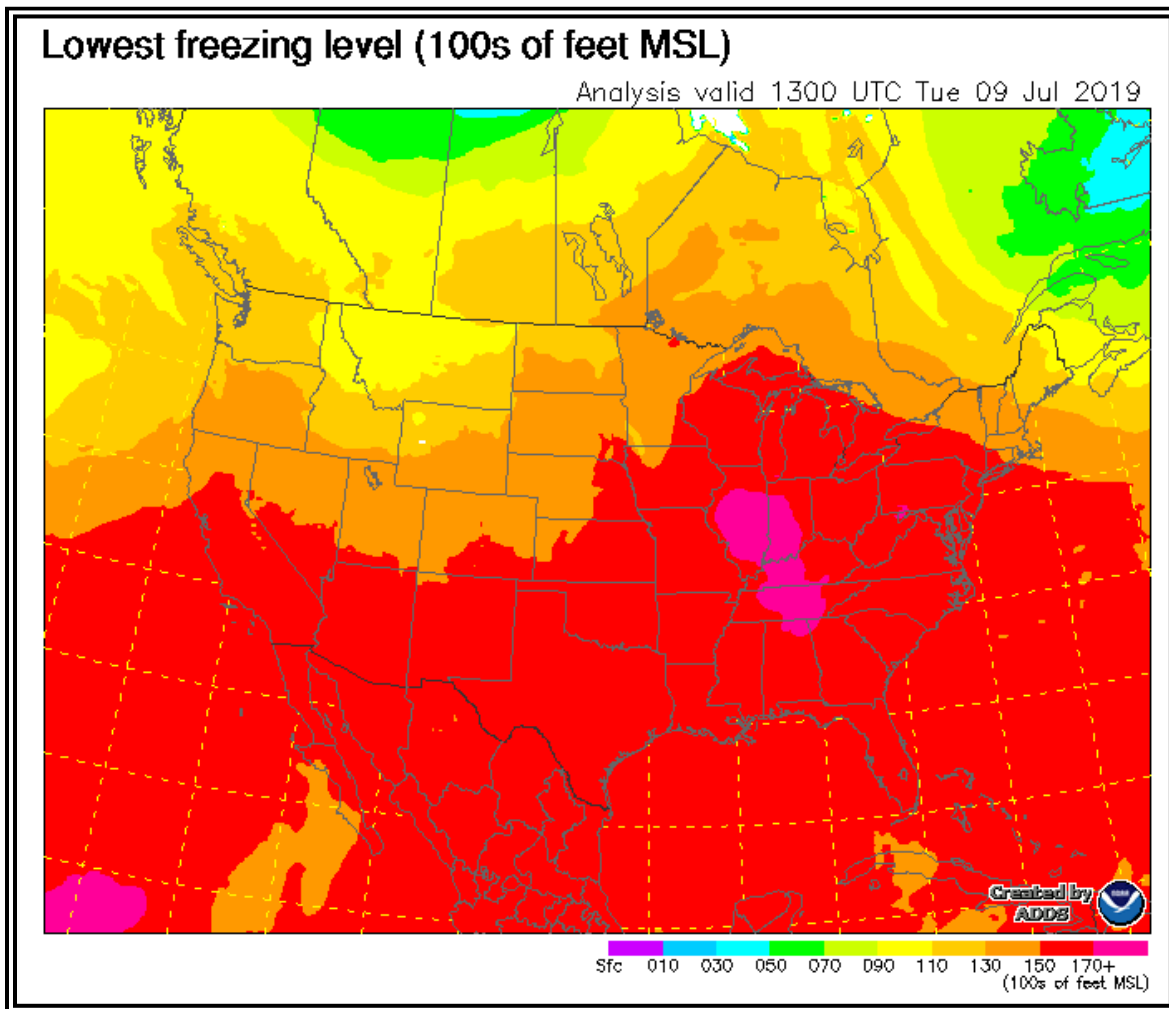 Lowest freezing level (100s of feet MSL)
Analysis valid 1300 UTC Tue 09 Jul 2019
Created by
ADDS
Sfc 010 030 050 070 090 110 130 150 170+
(100s of feet MSL)